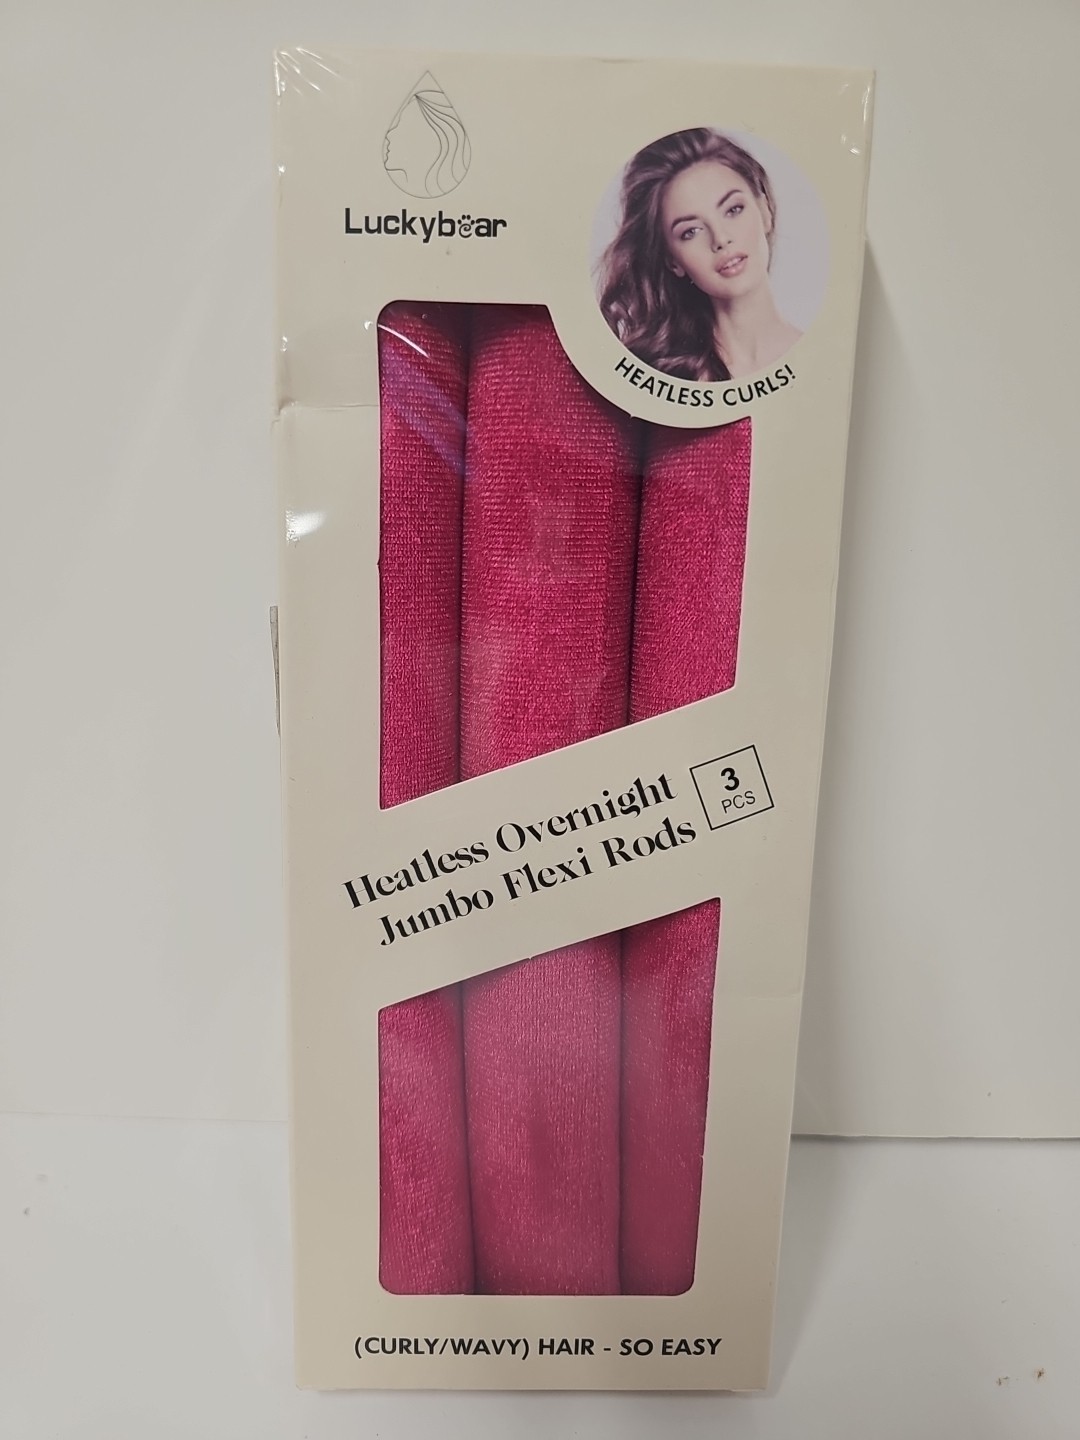 Luckybear
HEATLESS CURLS!
Heatless Overnight
Jumbo Flexi Rods
3
PCS
(CURLY/WAVY) HAIR - SO EASY